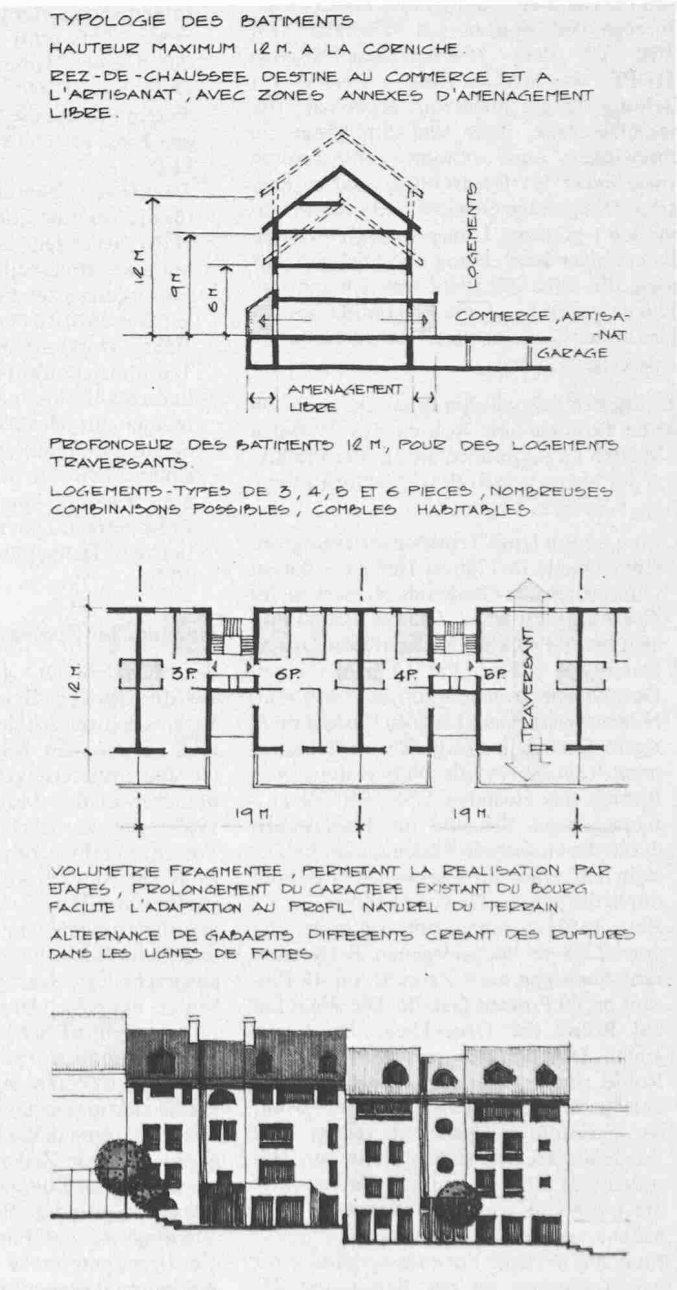 TYPOLOGIE DES BATIMENTS
HAUTEUR MAXIMUM 12 M. A LA CORNICHE.
REZ-DE-CHAUSSEE DESTINE AU COMMERCE ET A
L'ARTISANAT, AVEC ZONES ANNEXES D'AMENAGEMENT
LIBRE.
12 M
9 M
6 M
LOGEMENTS
COMMERCE, ARTISA-
-NAT
GARAGE
AMENAGEMENT
LIBRE
PROFONDEUR DES BATIMENTS 12 M., POUR DES LOGEMENTS
TRAVERSANTS.
LOGEMENTS-TYPES DE 3, 4, 5 ET 6 PIECES, NOMBREUSES
COMBINAISONS POSSIBLES, COMBLES HABITABLES.
12 M.
3P.
6P.
4P.
5P.
TRAVERSANT
19 M.
19 M.
VOLUMETRIE FRAGMENTEE, PERMETANT LA REALISATION PAR
ETAPES, PROLONGEMENT DU CARACTERE EXISTANT DU BOURG
FACILITE L'ADAPTATION AU PROFIL NATUREL DU TERRAIN.
ALTERNANCE DE GABARITS DIFFERENTS CREANT DES RUPTURES
DANS LES LIGNES DE FAITES.